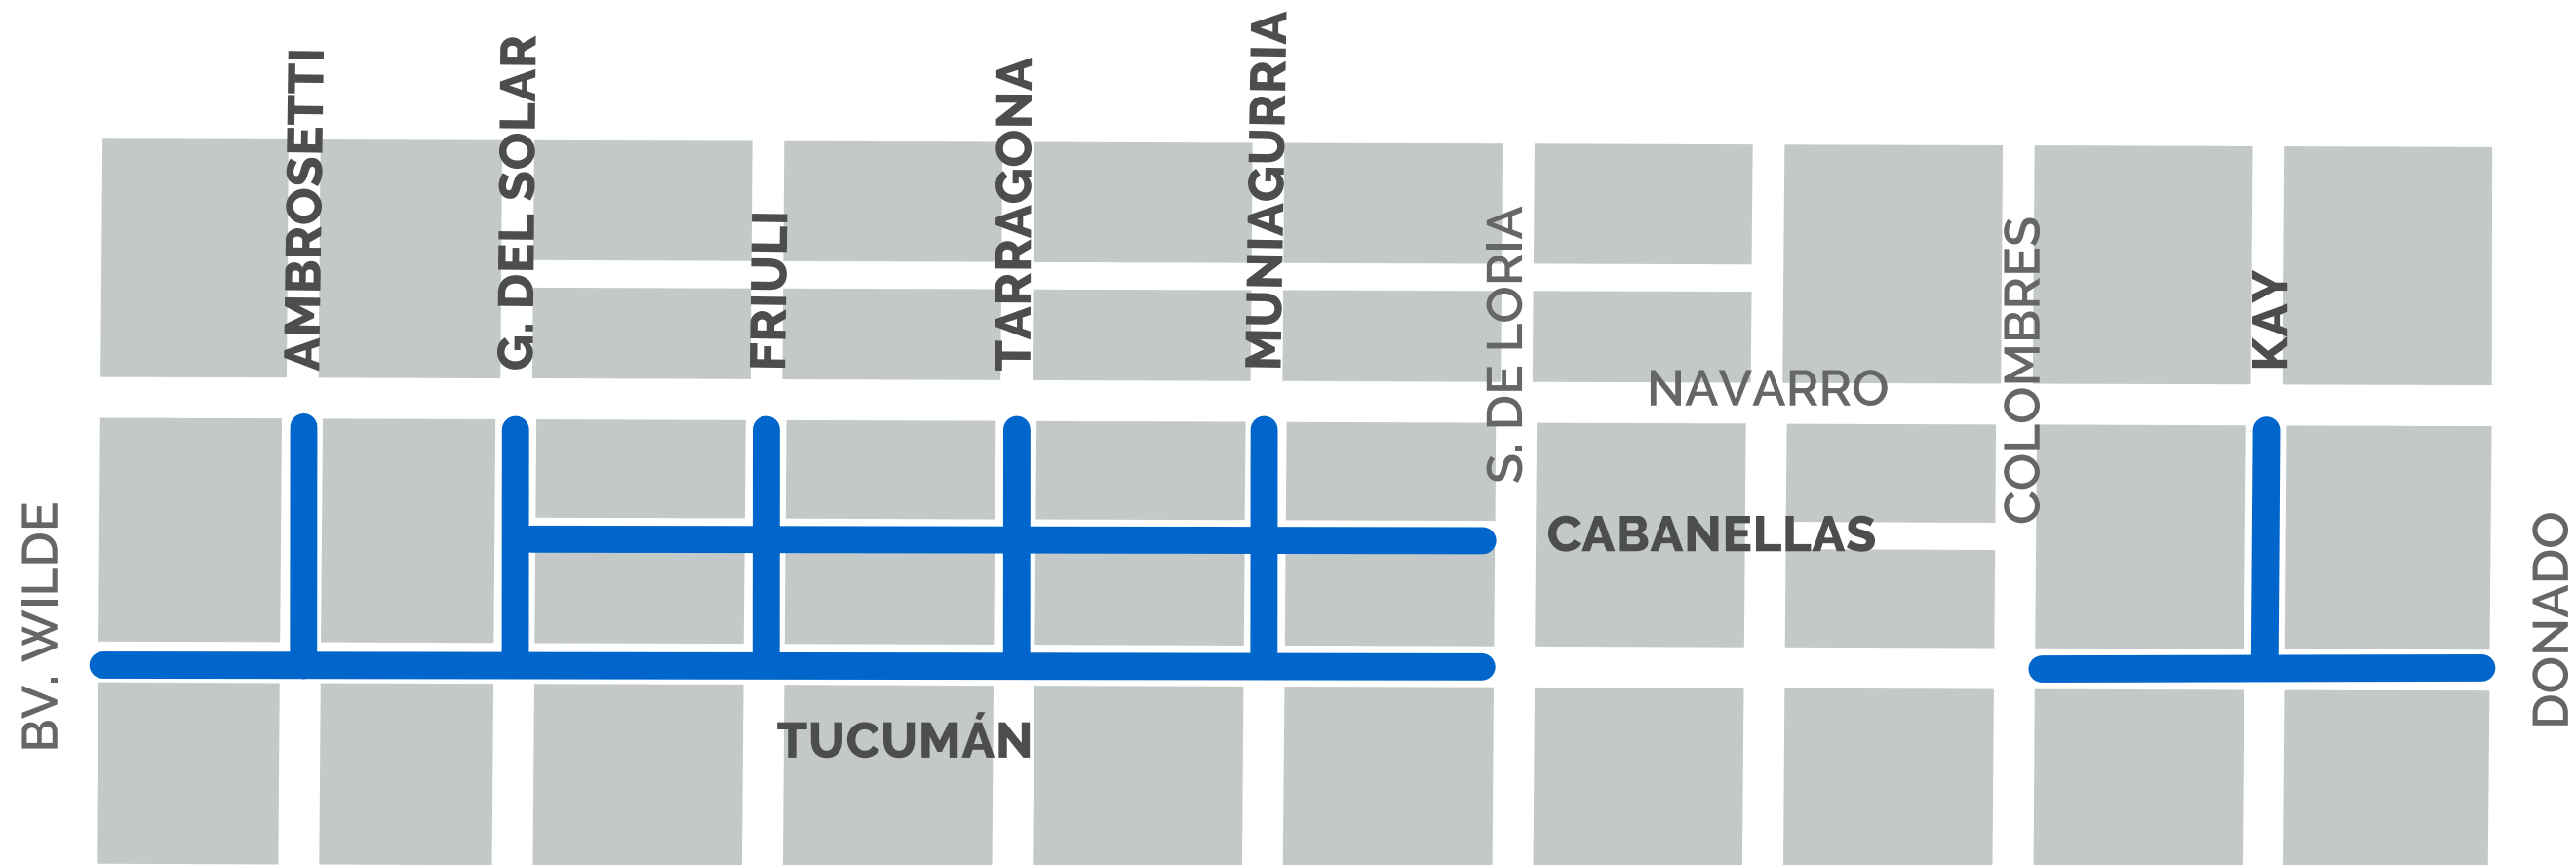 AMBROSETTI
G. DEL SOLAR
FRIULI
TARRAGONA
MUNIAGURRIA
S. DE LORIA
NAVARRO
COLOMBRES
KAY
BV. WILDE
CABANELLAS
DONADO
TUCUMÁN